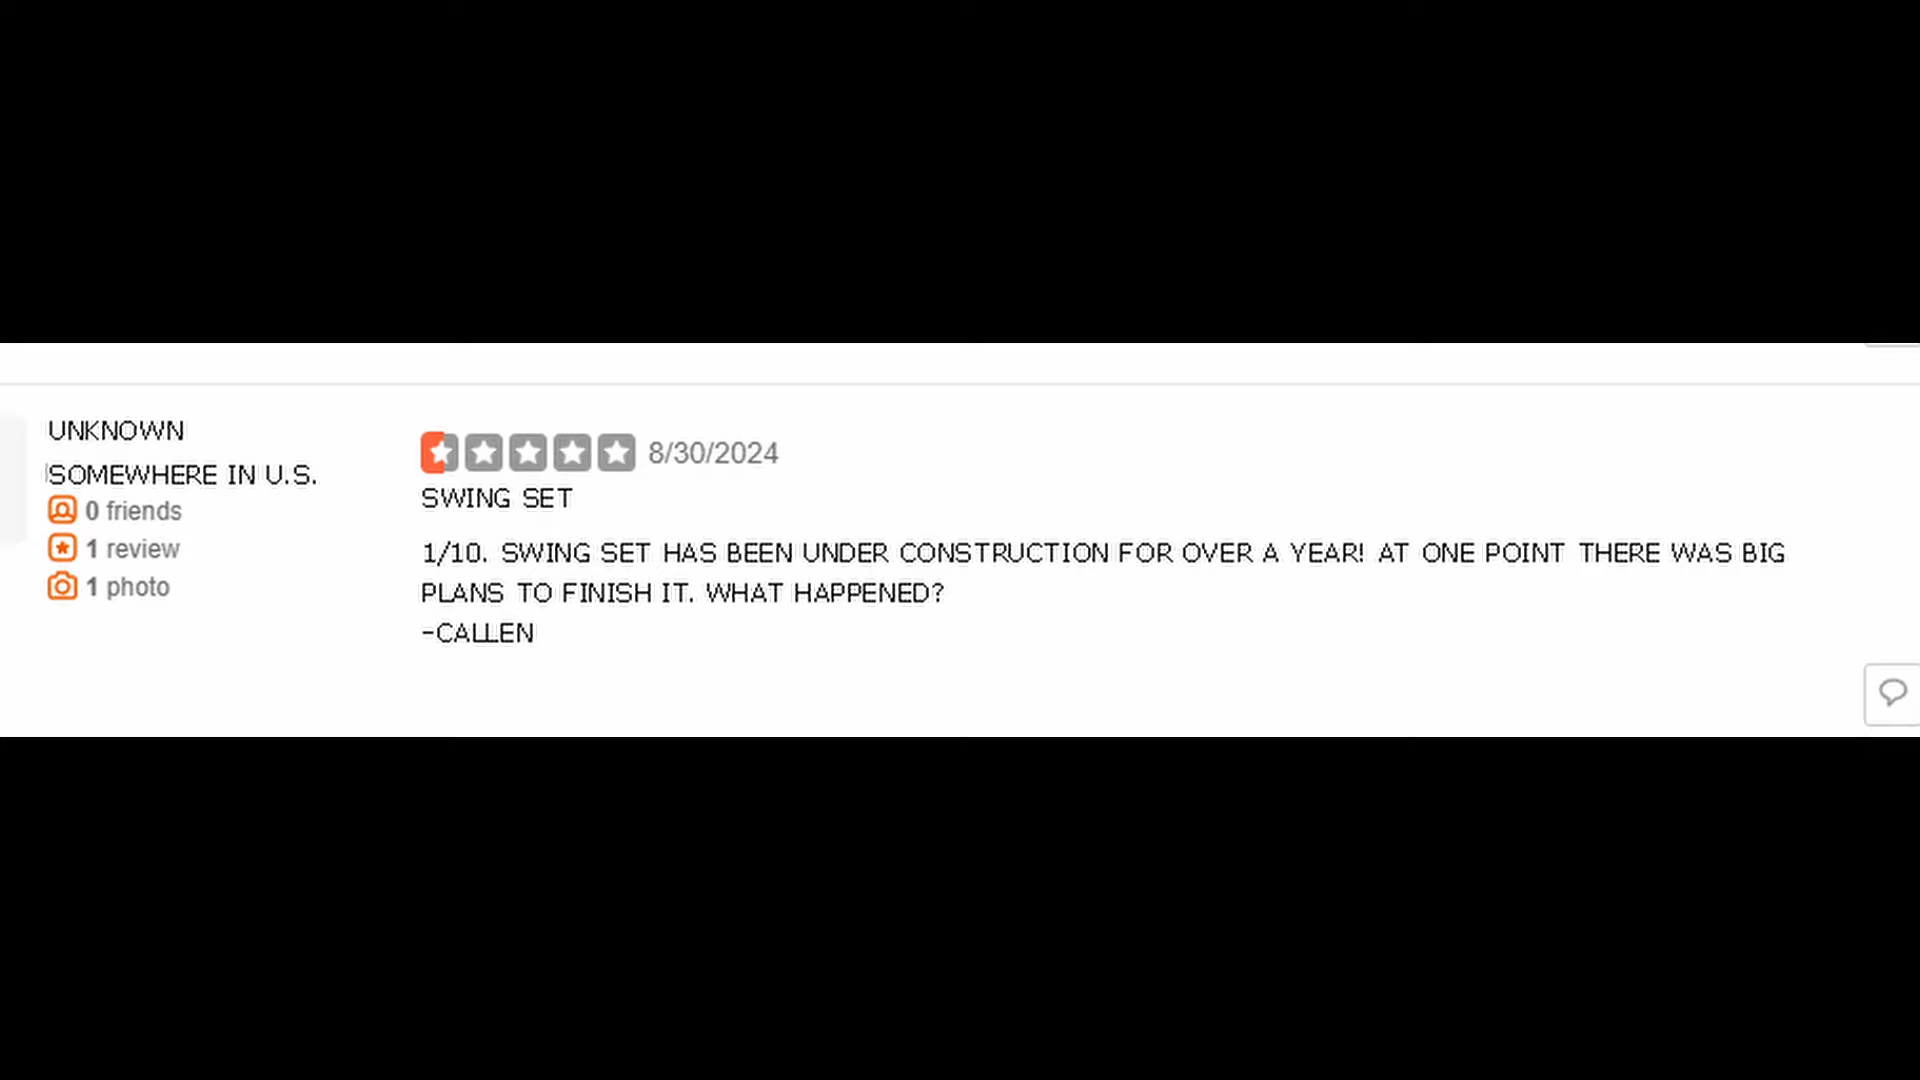 UNKNOWN
SOMEWHERE IN U.S.
0 friends
1 review
1 photo
8/30/2024
SWING SET
1/10. SWING SET HAS BEEN UNDER CONSTRUCTION FOR OVER A YEAR! AT ONE POINT THERE WAS BIG
PLANS TO FINISH IT. WHAT HAPPENED?
-CALLEN